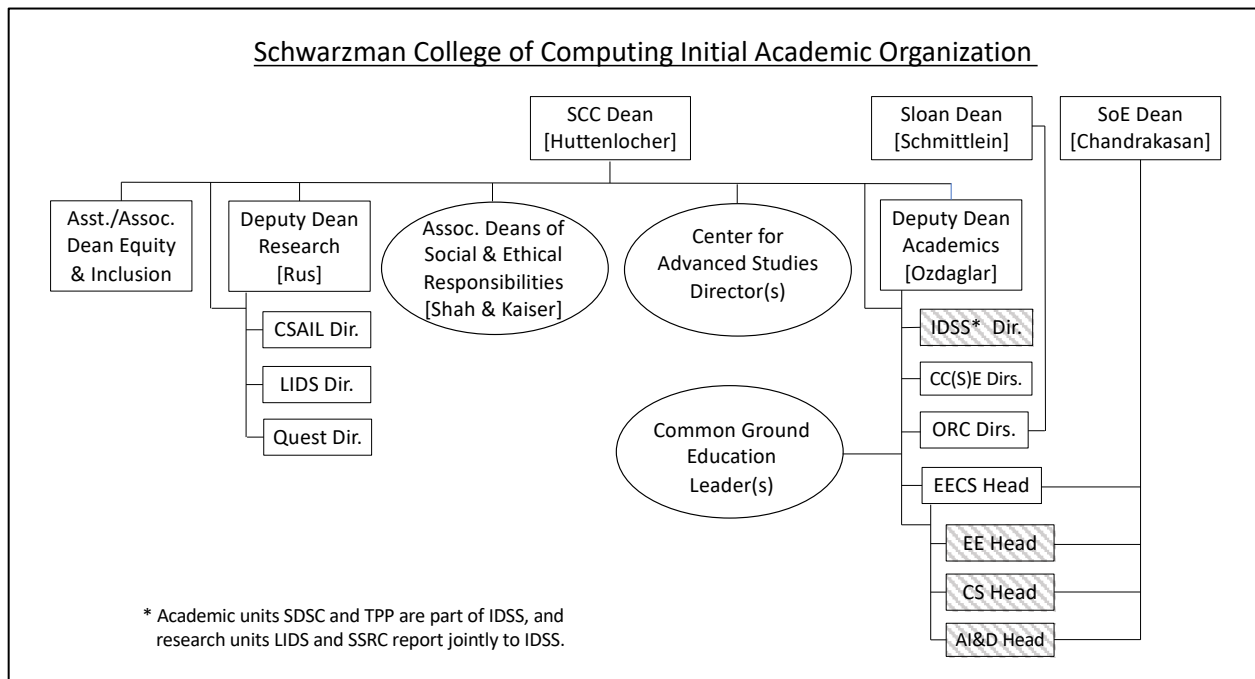 Schwarzman College of Computing Initial Academic Organization
SCC Dean
[Huttenlocher]
Sloan Dean
[Schmittlein]
SoE Dean
[Chandrakasan]
Asst./Assoc.
Dean Equity
& Inclusion
Deputy Dean
Research
[Rus]
Assoc. Deans of
Social & Ethical
Responsibilities
[Shah & Kaiser]
Center for
Advanced Studies
Director(s)
Deputy Dean
Academics
[Ozdaglar]
CSAIL Dir.
LIDS Dir.
Quest Dir.
IDSS* Dir.
CC(S)E Dirs.
ORC Dirs.
Common Ground
Education
Leader(s)
EECS Head
EE Head
CS Head
AI&D Head
* Academic units SDSC and TPP are part of IDSS, and
research units LIDS and SSRC report jointly to IDSS.